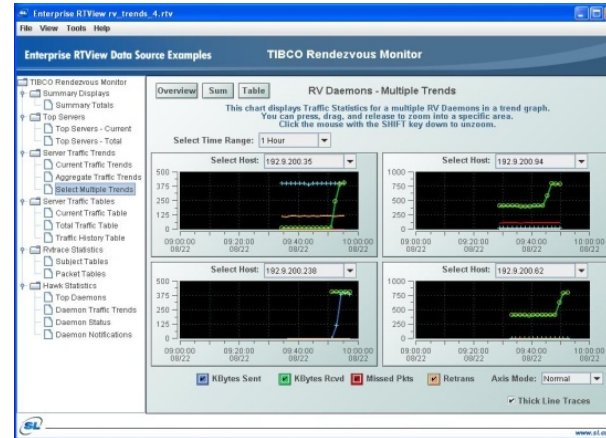 Enterprise RTView rv_trends_4.rtv
File View Tools Help
Enterprise RTView Data Source Examples
TIBCO Rendezvous Monitor
TIBCO Rendezvous Monitor
Summary Displays
Summary Totals
Top Servers
Top Servers - Current
Top Servers - Total
Server Traffic Trends
Current Traffic Trends
Aggregate Traffic Trends
Select Multiple Trends
Server Traffic Tables
Current Traffic Table
Total Traffic Table
Traffic History Table
Rvtrace Statistics
Subject Tables
Packet Tables
Hawk Statistics
Top Daemons
Daemon Traffic Trends
Daemon Status
Daemon Notifications
Overview Sum Table
RV Daemons - Multiple Trends
This chart displays Traffic Statistics for a multiple RV Daemons in a trend graph.
You can press, drag, and release to zoom into a specific area.
Click the mouse with the SHIFT key down to unzoom.
Select Time Range: 1 Hour
Select Host: 192.9.200.35
500
375
250
125
0
09:00:00 09:20:00 09:40:00 10:00:00
08/22 08/22 08/22 08/22
Select Host: 192.9.200.94
1000
750
500
250
0
09:00:00 09:20:00 09:40:00 10:00:00
08/22 08/22 08/22 08/22
Select Host: 192.9.200.238
500
375
250
125
0
09:00:00 09:20:00 09:40:00 10:00:00
08/22 08/22 08/22 08/22
Select Host: 192.9.200.62
1000
750
500
250
0
09:00:00 09:20:00 09:40:00 10:00:00
08/22 08/22 08/22 08/22
KBytes Sent KBytes Rcvd Missed Pkts Retrans Axis Mode: Normal
Thick Line Traces
SL
www.sl.co